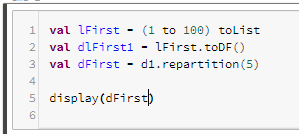 1 val lFirst = (1 to 100) toList
2 val dlFirst1 = lFirst.toDF()
3 val dFirst = d1.repartition(5)
4
5 display(dFirst)
6